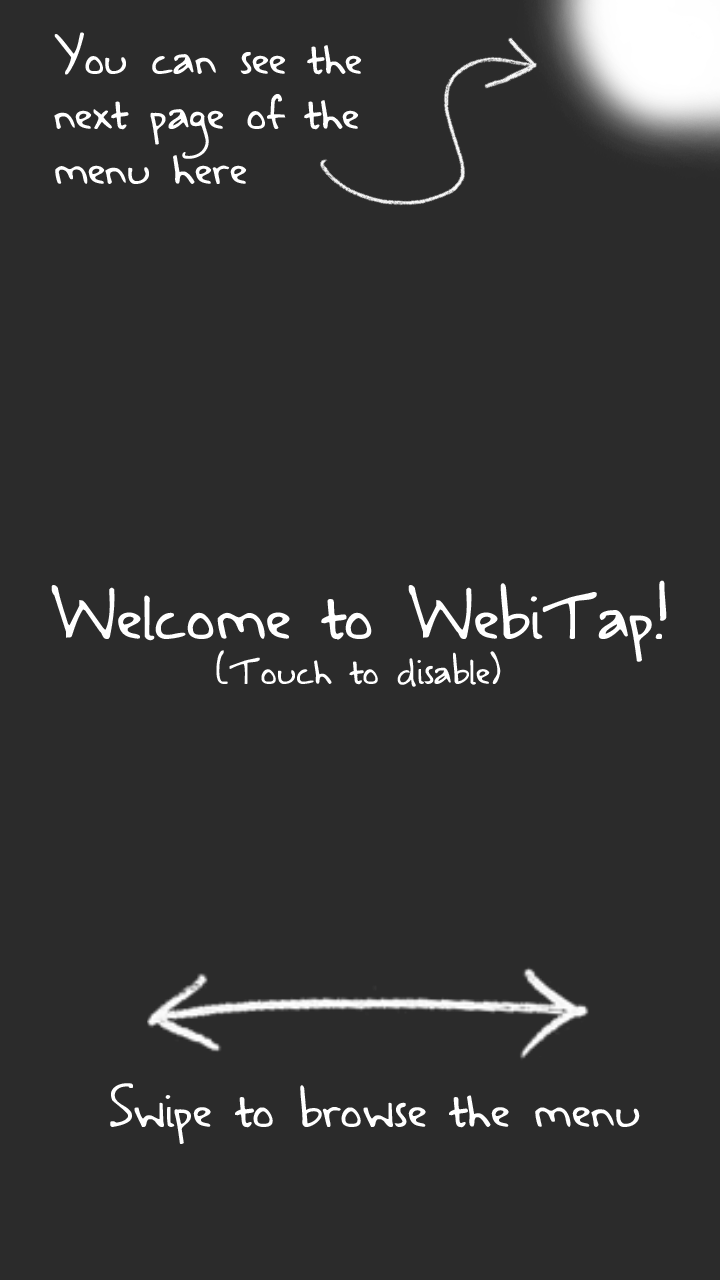 You can see the
next page of the
menu here
Welcome to WebiTap!
(Touch to disable)
Swipe to browse the menu